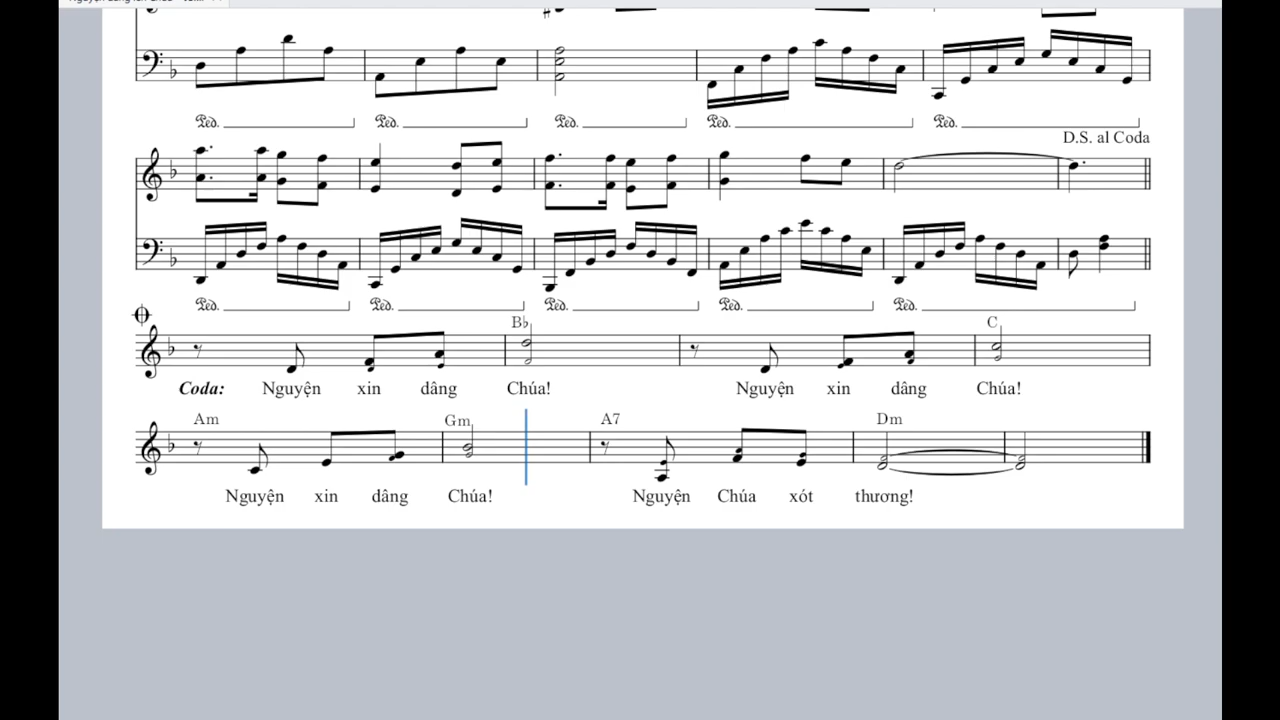 D.S. al Coda
B♭ C
Coda: Nguyện xin dâng Chúa! Nguyện xin dâng Chúa!
Am Gm A7 Dm
Nguyện xin dâng Chúa! Nguyện Chúa xót thương!